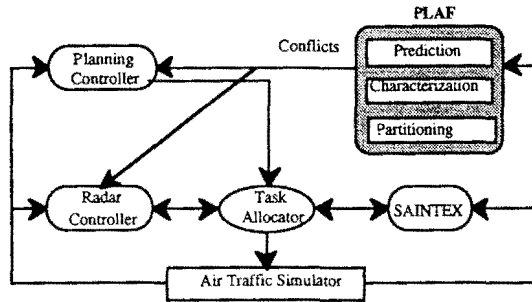 PLAF
Conflicts
Prediction
Planning
Controller
Characterization
Partitioning
Radar
Controller
Task
Allocator
SAINTEX
Air Traffic Simulator